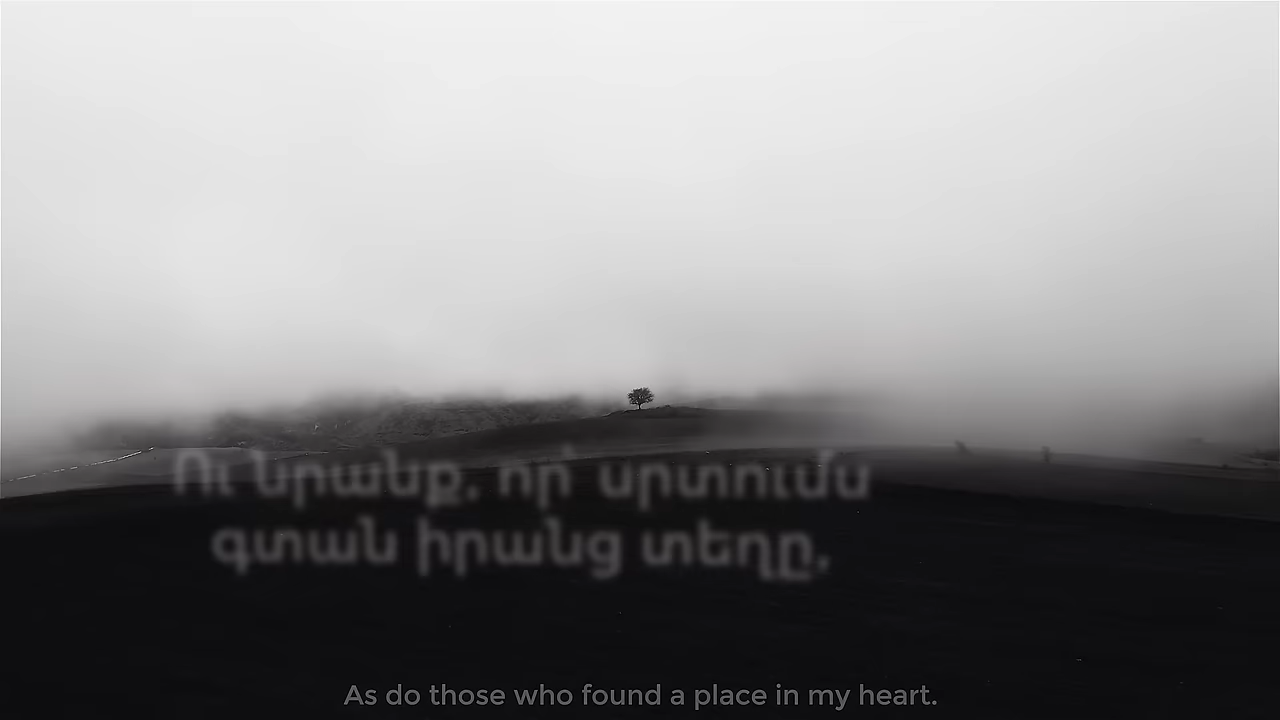 Ու նրանք, որ՝ սրտումս
գտան իրանց տեղը,
As do those who found a place in my heart.